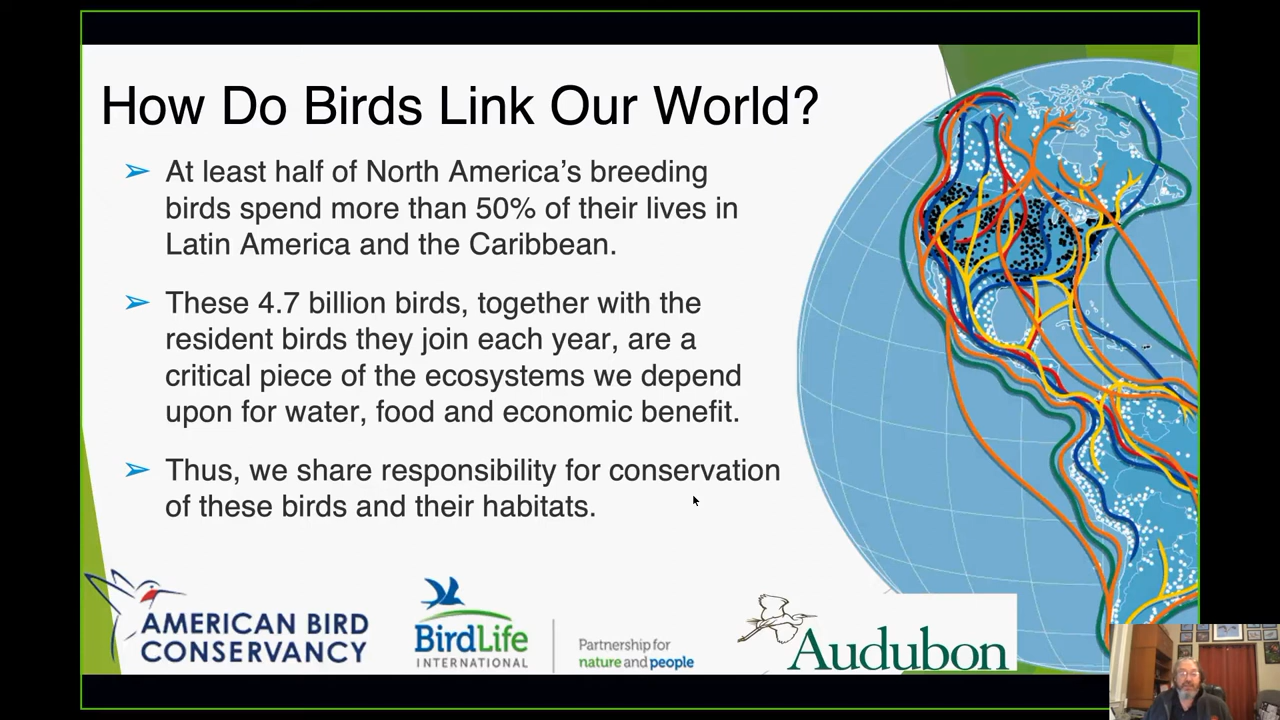 How Do Birds Link Our World?
➢ At least half of North America’s breeding
birds spend more than 50% of their lives in
Latin America and the Caribbean.
➢ These 4.7 billion birds, together with the
resident birds they join each year, are a
critical piece of the ecosystems we depend
upon for water, food and economic benefit.
➢ Thus, we share responsibility for conservation
of these birds and their habitats.
AMERICAN BIRD
CONSERVANCY
BirdLife
INTERNATIONAL
Partnership for
nature and people
Audubon